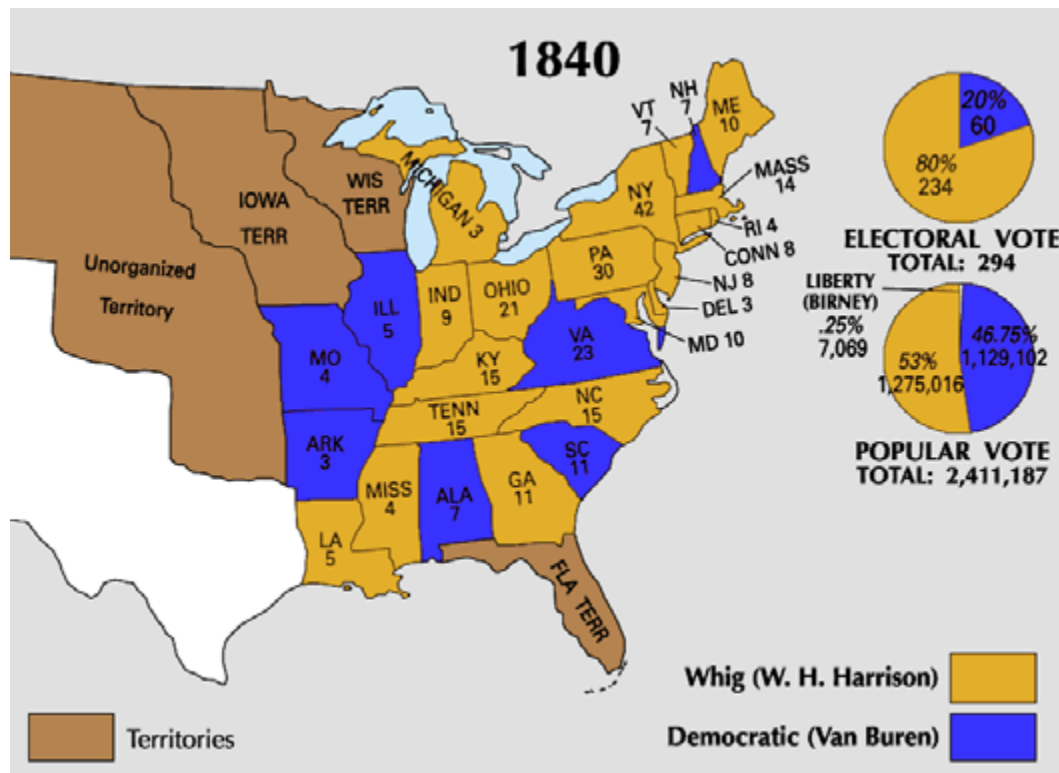 1840
NH
7
VT
7
ME
10
20%
60
80%
234
MASS
14
ELECTORAL VOTE
TOTAL: 294
MICHIGAN 3
WIS
TERR
IOWA
TERR
NY
42
RI 4
CONN 8
Unorganized
Territory
PA
30
NJ 8
DEL 3
MD 10
LIBERTY
(BIRNEY)
.25%
7,069
46.75%
1,129,102
53%
1,275,016
POPULAR VOTE
TOTAL: 2,411,187
ILL
5
IND
9
OHIO
21
VA
23
MO
4
KY
15
NC
15
TENN
15
ARK
3
SC
11
MISS
4
ALA
7
GA
11
LA
5
FLA TERR
Whig (W. H. Harrison)
Democratic (Van Buren)
Territories